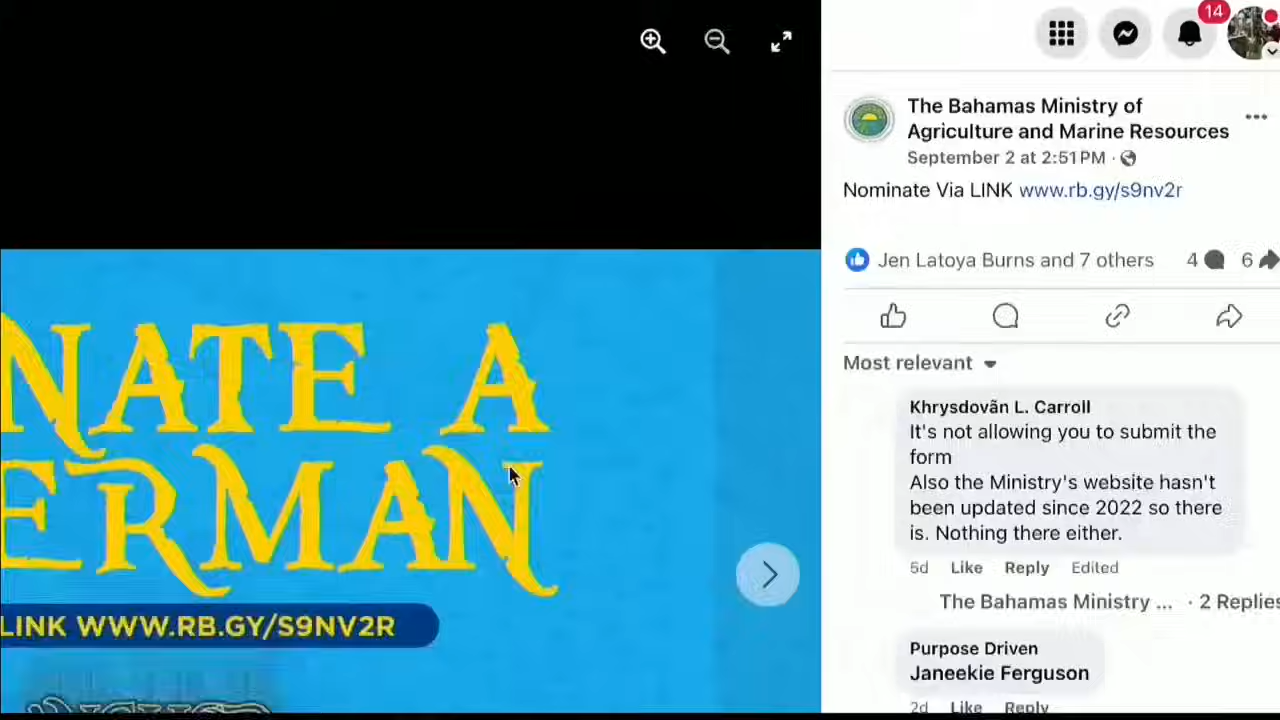 14
The Bahamas Ministry of
Agriculture and Marine Resources
September 2 at 2:51 PM ·
Nominate Via LINK www.rb.gy/s9nv2r
Jen Latoya Burns and 7 others 4 6
Most relevant
Khrysdovãn L. Carroll
It's not allowing you to submit the
form
Also the Ministry's website hasn't
been updated since 2022 so there
is. Nothing there either.
5d Like Reply Edited
The Bahamas Ministry ... · 2 Replies
Purpose Driven
Janeekie Ferguson
2d Like Reply
NATE A
ERMAN
LINK WWW.RB.GY/S9NV2R